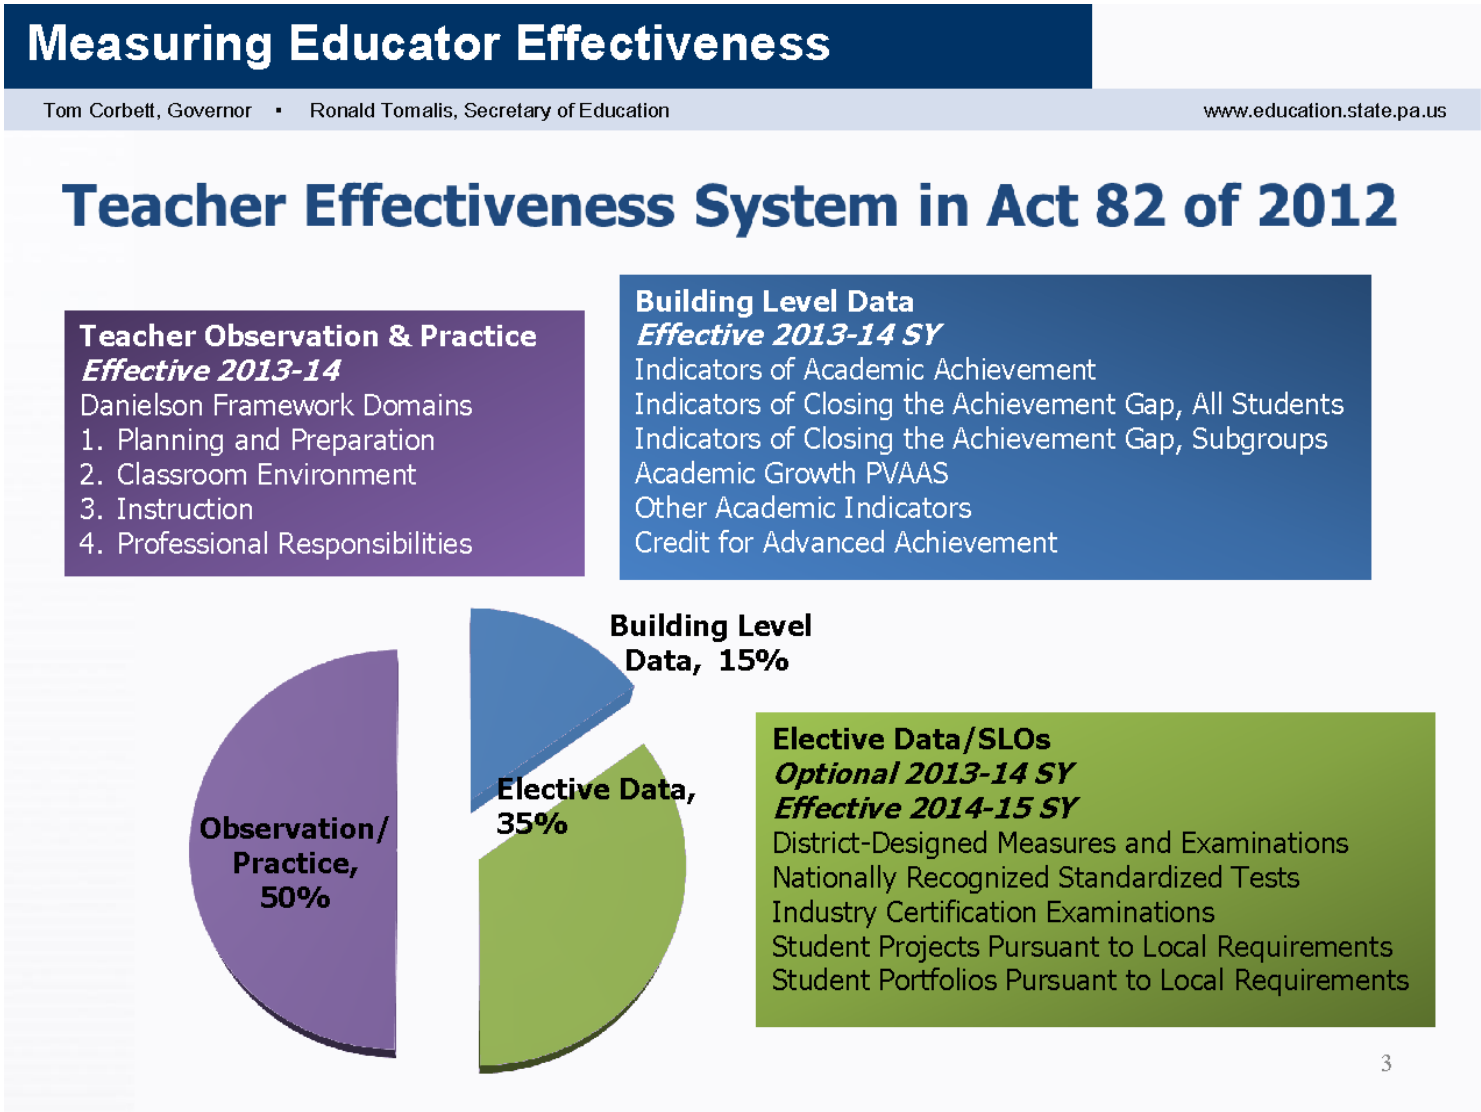 Measuring Educator Effectiveness
Tom Corbett, Governor ▪ Ronald Tomalis, Secretary of Education www.education.state.pa.us
Teacher Effectiveness System in Act 82 of 2012
Teacher Observation & Practice
Effective 2013-14
Danielson Framework Domains
1. Planning and Preparation
2. Classroom Environment
3. Instruction
4. Professional Responsibilities
Building Level Data
Effective 2013-14 SY
Indicators of Academic Achievement
Indicators of Closing the Achievement Gap, All Students
Indicators of Closing the Achievement Gap, Subgroups
Academic Growth PVAAS
Other Academic Indicators
Credit for Advanced Achievement
Building Level
Data, 15%
Elective Data,
35%
Observation/
Practice,
50%
Elective Data/SLOs
Optional 2013-14 SY
Effective 2014-15 SY
District-Designed Measures and Examinations
Nationally Recognized Standardized Tests
Industry Certification Examinations
Student Projects Pursuant to Local Requirements
Student Portfolios Pursuant to Local Requirements
3